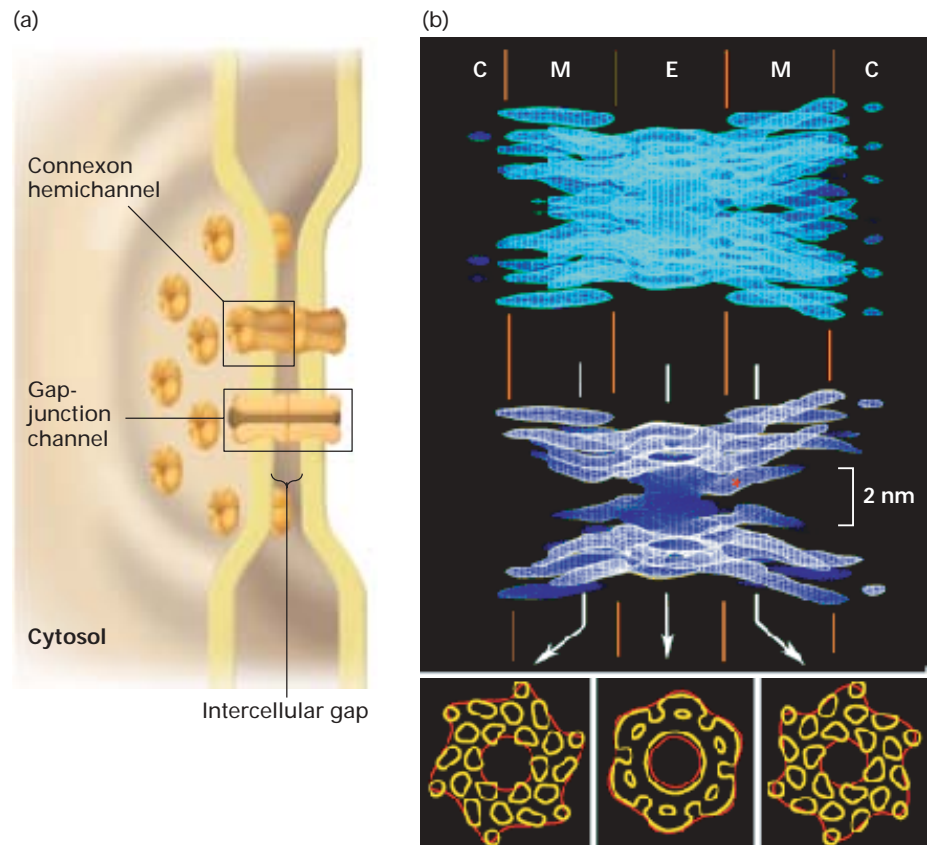 (a)
Connexon
hemichannel
Gap-
junction
channel
Cytosol
Intercellular gap
(b)
C M E M C
2 nm